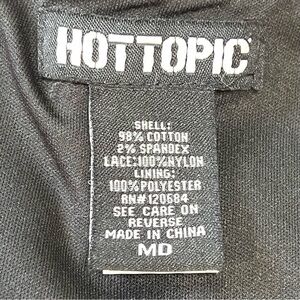 HOTTOPIC
SHELL:
98% COTTON
2% SPANDEX
LACE:100%NYLON
LINING:
100%POLYESTER
RN#120684
SEE CARE ON
REVERSE
MADE IN CHINA
MD